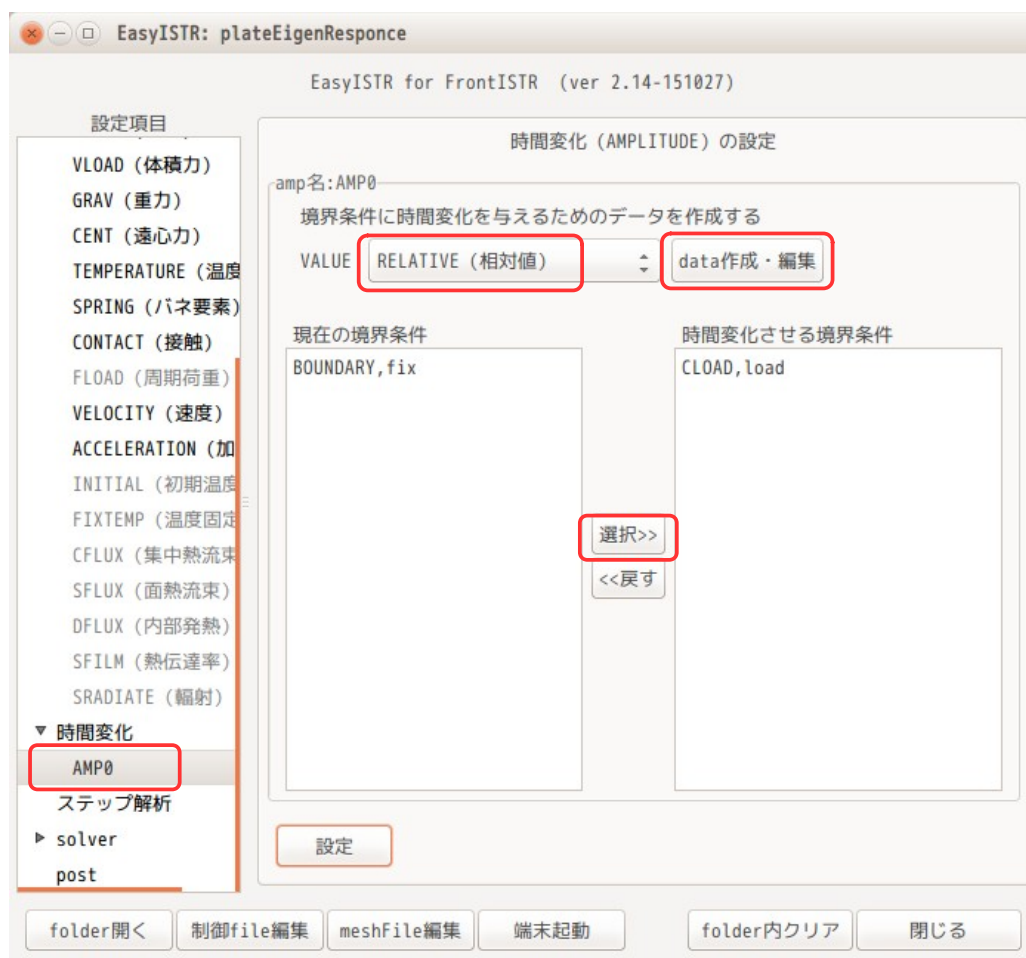 EasyISTR: plateEigenResponce
EasyISTR for FrontISTR (ver 2.14-151027)
設定項目
VLOAD (体積力)
GRAV (重力)
CENT (遠心力)
TEMPERATURE (温度
SPRING (バネ要素)
CONTACT (接触)
FLOAD (周期荷重)
VELOCITY (速度)
ACCELERATION (加
INITIAL (初期温度
FIXTEMP (温度固定
CFLUX (集中熱流束
SFLUX (面熱流束)
DFLUX (内部発熱)
SFILM (熱伝達率)
SRADIATE (輻射)
時間変化
AMP0
ステップ解析
solver
post
時間変化 (AMPLITUDE) の設定
amp名:AMP0
境界条件に時間変化を与えるためのデータを作成する
VALUE RELATIVE (相対値) data作成・編集
現在の境界条件
BOUNDARY,fix
選択>>
<<戻す
時間変化させる境界条件
CLOAD,load
設定
folder開く 制御file編集 meshFile編集 端末起動 folder内クリア 閉じる